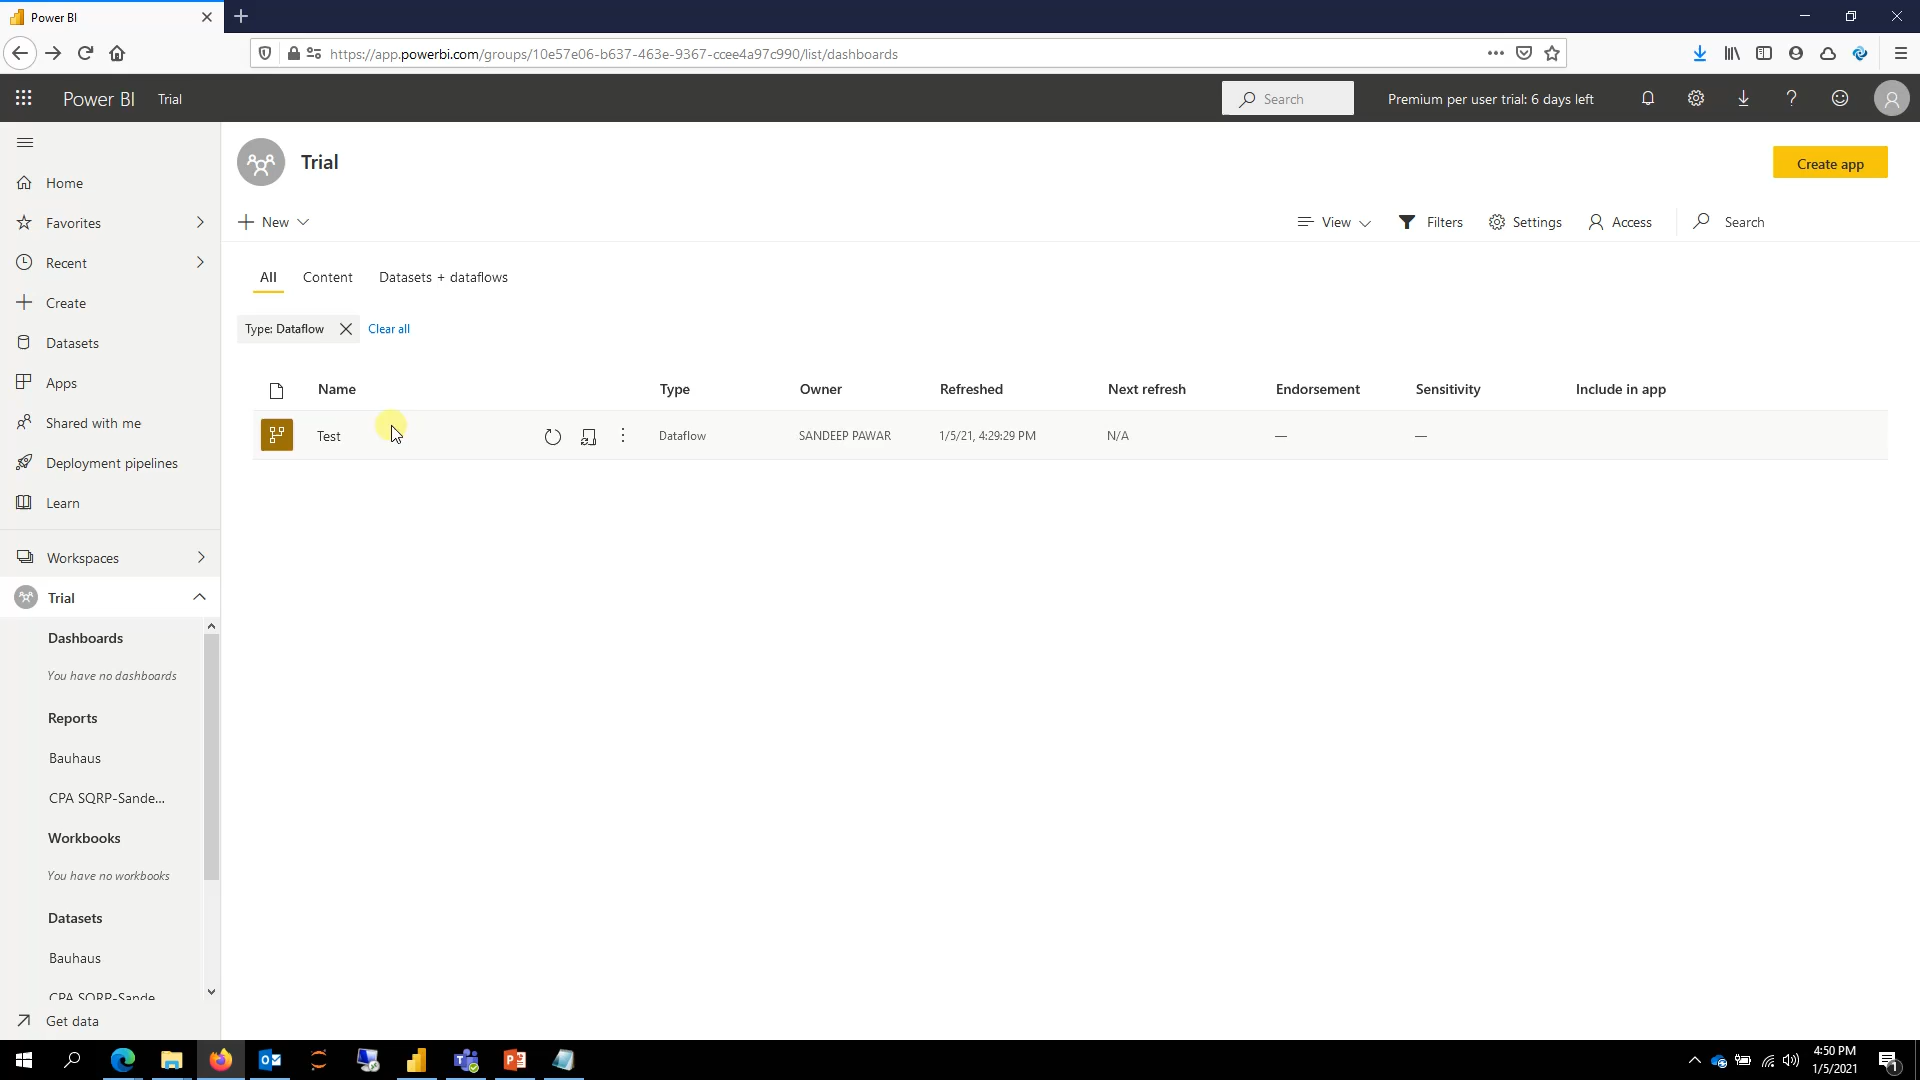 Power BI
https://app.powerbi.com/groups/10e57e06-b637-463e-9367-ccee4a97c990/list/dashboards
Power BI Trial Search Premium per user trial: 6 days left
Trial
Create app
New View Filters Settings Access Search
All Content Datasets + dataflows
Type: Dataflow Clear all
Name Type Owner Refreshed Next refresh Endorsement Sensitivity Include in app
Test Dataflow SANDEEP PAWAR 1/5/21, 4:29:29 PM N/A — —
Home
Favorites
Recent
Create
Datasets
Apps
Shared with me
Deployment pipelines
Learn
Workspaces
Trial
Dashboards
You have no dashboards
Reports
Bauhaus
CPA SQRP-Sande...
Workbooks
You have no workbooks
Datasets
Bauhaus
CPA SQRP-Sande
Get data
4:50 PM
1/5/2021
1